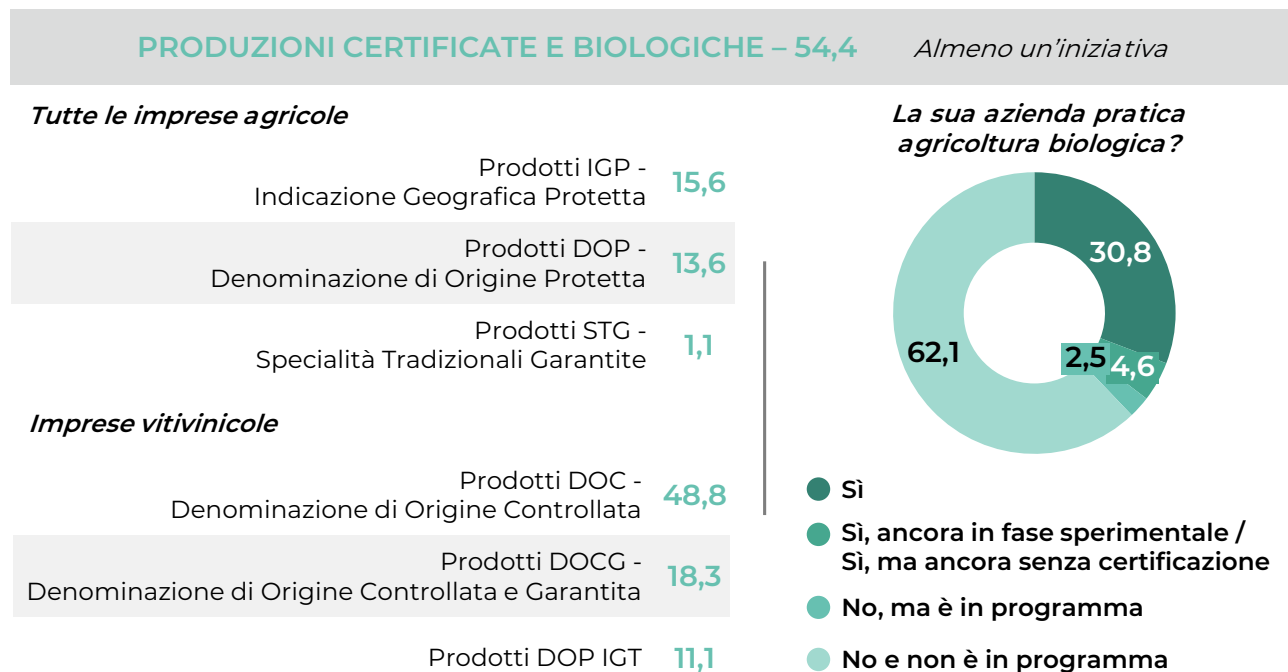 PRODUZIONI CERTIFICATE E BIOLOGICHE – 54,4 Almeno un'iniziativa
Tutte le imprese agricole
Prodotti IGP -
Indicazione Geografica Protetta
15,6
Prodotti DOP -
Denominazione di Origine Protetta
13,6
Prodotti STG -
Specialità Tradizionali Garantite
1,1
Imprese vitivinicole
Prodotti DOC -
Denominazione di Origine Controllata
48,8
Prodotti DOCG -
Denominazione di Origine Controllata e Garantita
18,3
Prodotti DOP IGT 11,1
La sua azienda pratica
agricoltura biologica?
30,8
62,1
2,5
4,6
Sì
Sì, ancora in fase sperimentale /
Sì, ma ancora senza certificazione
No, ma è in programma
No e non è in programma